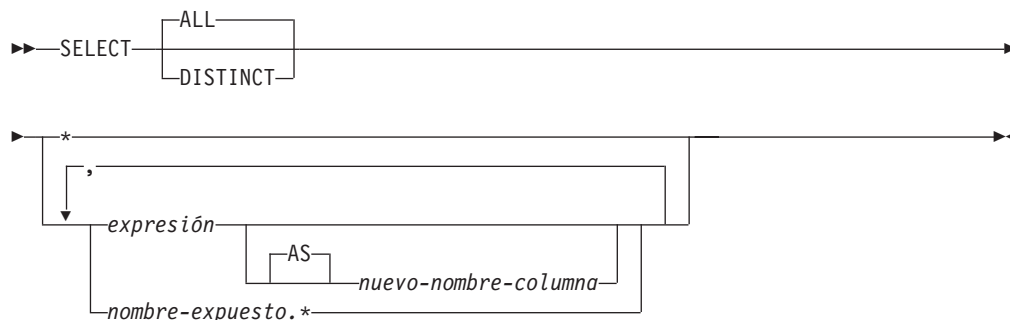 ALL
SELECT
DISTINCT
*
,
expresión
AS
nuevo-nombre-columna
nombre-expuesto.*